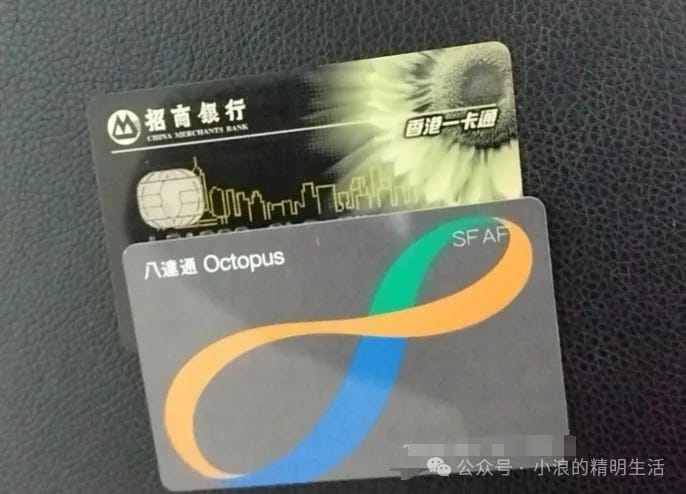 招商銀行
CHINA MERCHANTS BANK
香港一卡通
八達通 Octopus
SF AF
公众号 · 小浪的精明生活